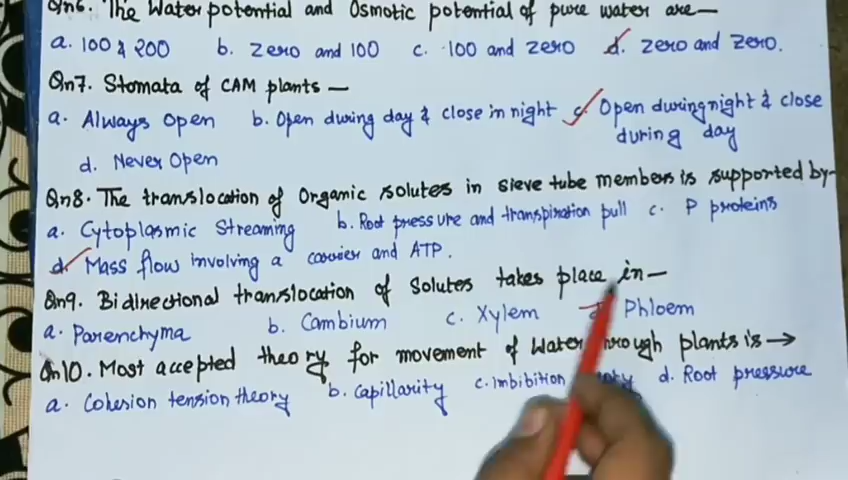 Qn6. The Water potential and Osmotic potential of pure water are—
a. 100 & 200 b. Zero and 100 c. 100 and zero d. zero and zero.
Qn7. Stomata of CAM plants —
a. Always open b. Open during day & close in night c. Open during night & close
during day
d. Never Open
Qn8. The translocation of Organic solutes in sieve tube members is supported by-
a. Cytoplasmic Streaming b. Root pressure and transpiration pull c. P proteins
d. Mass flow involving a carrier and ATP.
Qn9. Bidirectional translocation of Solutes takes place in—
a. Parenchyma b. Cambium c. Xylem d. Phloem
Qn10. Most accepted theory for movement of Water through plants is →
a. Cohesion tension theory b. Capillarity c. Imbibition d. Root pressure